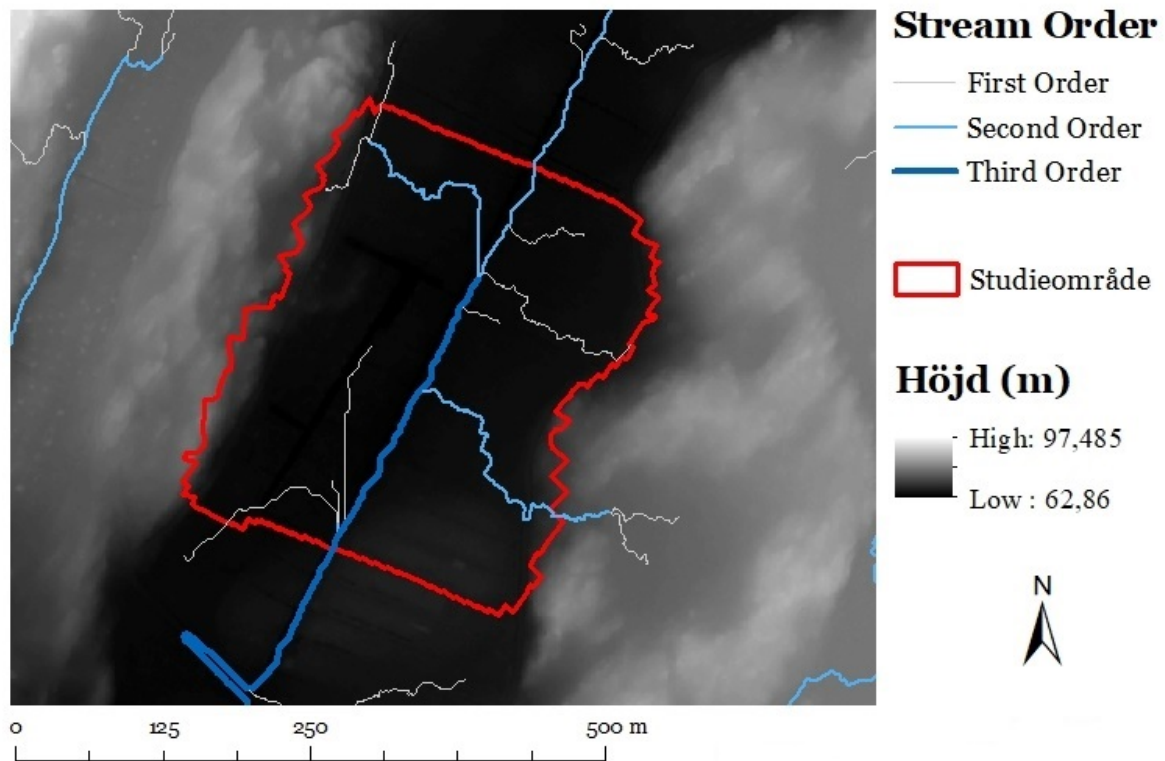 Stream Order
First Order
Second Order
Third Order
Studieområde
Höjd (m)
High: 97,485
Low : 62,86
N
0 125 250 500 m